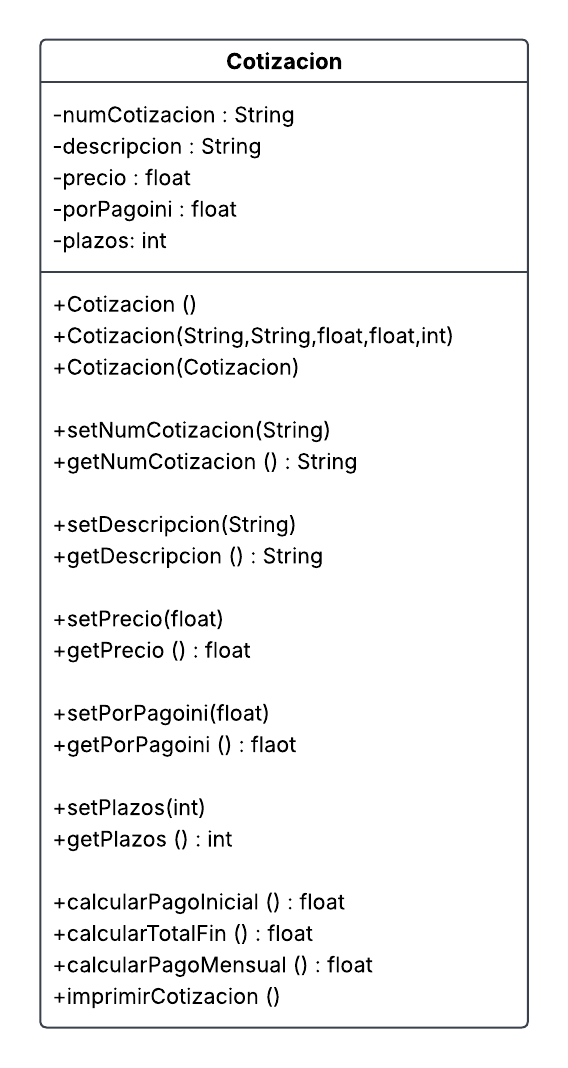 Cotizacion
-numCotizacion : String
-descripcion : String
-precio : float
-porPagoini : float
-plazos: int
+Cotizacion ()
+Cotizacion(String,String,float,float,int)
+Cotizacion(Cotizacion)
+setNumCotizacion(String)
+getNumCotizacion () : String
+setDescripcion(String)
+getDescripcion () : String
+setPrecio(float)
+getPrecio () : float
+setPorPagoini(float)
+getPorPagoini () : flaot
+setPlazos(int)
+getPlazos () : int
+calcularPagoInicial () : float
+calcularTotalFin () : float
+calcularPagoMensual () : float
+imprimirCotizacion ()